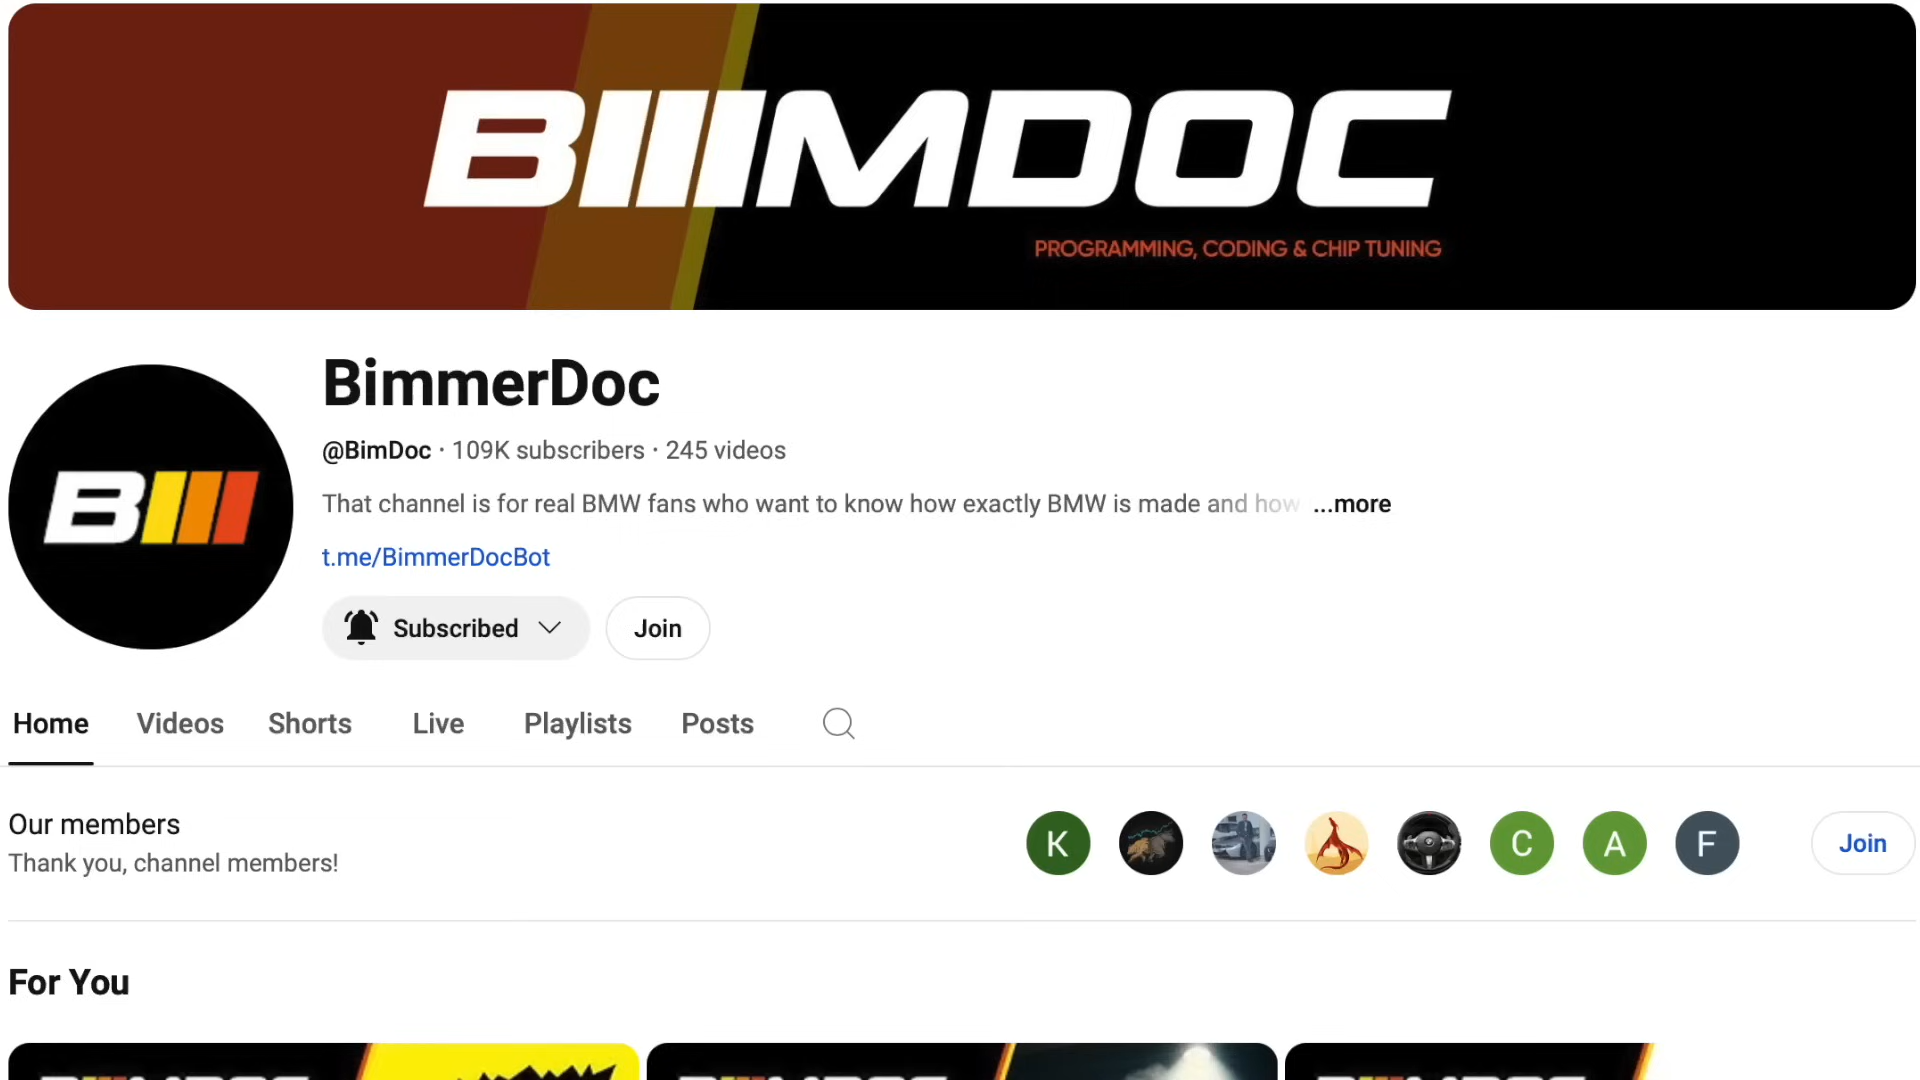 BIMDOC
PROGRAMMING, CODING & CHIP TUNING
BimmerDoc
@BimDoc · 109K subscribers · 245 videos
That channel is for real BMW fans who want to know how exactly BMW is made and how ...more
t.me/BimmerDocBot
Subscribed
Join
Home Videos Shorts Live Playlists Posts
Our members
Thank you, channel members!
K C A F
Join
For You